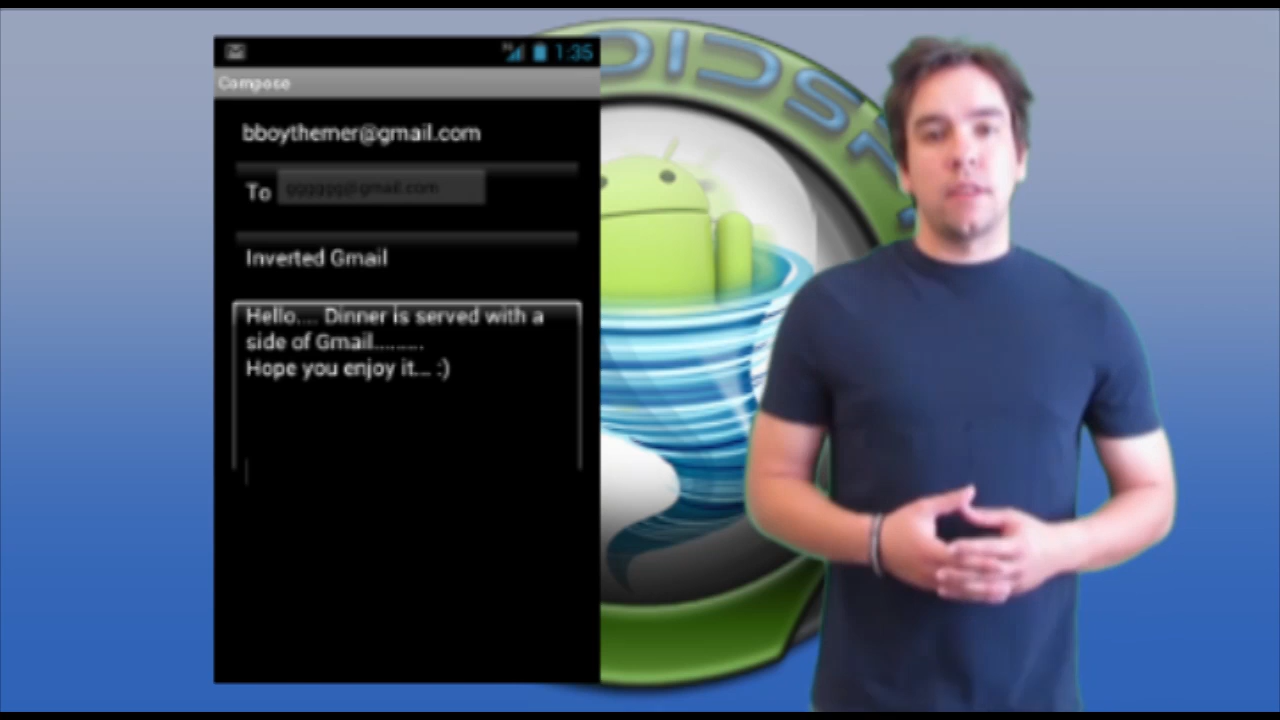 1:35
Compose
bboythemer@gmail.com
To
Inverted Gmail
Hello.... Dinner is served with a
side of Gmail..........
Hope you enjoy it... :)